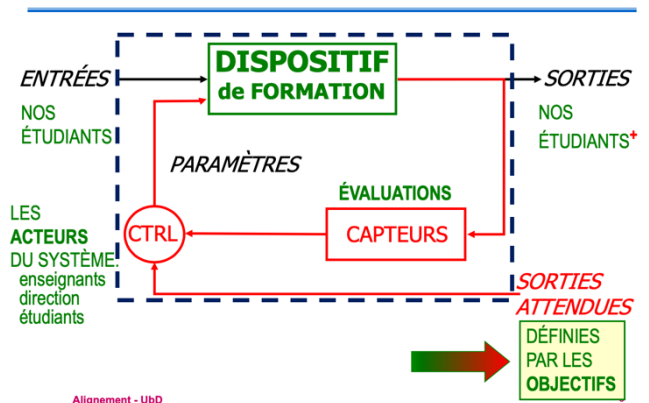 DISPOSITIF
de FORMATION
ENTRÉES
SORTIES
NOS
ÉTUDIANTS
NOS
ÉTUDIANTS+
PARAMÈTRES
ÉVALUATIONS
CAPTEURS
CTRL
LES
ACTEURS
DU SYSTÈME:
enseignants
direction
étudiants
SORTIES
ATTENDUES
DÉFINIES
PAR LES
OBJECTIFS
Alignement - UbD